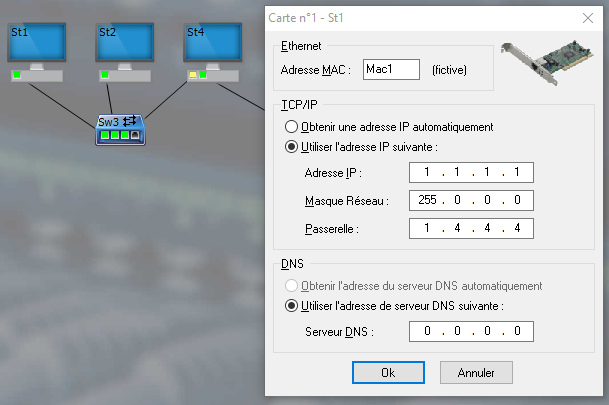 St1
St2
St4
Sw3
Carte n°1 - St1
Ethernet
Adresse MAC : Mac1 (fictive)
TCP/IP
Obtenir une adresse IP automatiquement
Utiliser l'adresse IP suivante :
Adresse IP : 1 . 1 . 1 . 1
Masque Réseau : 255 . 0 . 0 . 0
Passerelle : 1 . 4 . 4 . 4
DNS
Obtenir l'adresse du serveur DNS automatiquement
Utiliser l'adresse de serveur DNS suivante :
Serveur DNS : 0 . 0 . 0 . 0
Ok
Annuler